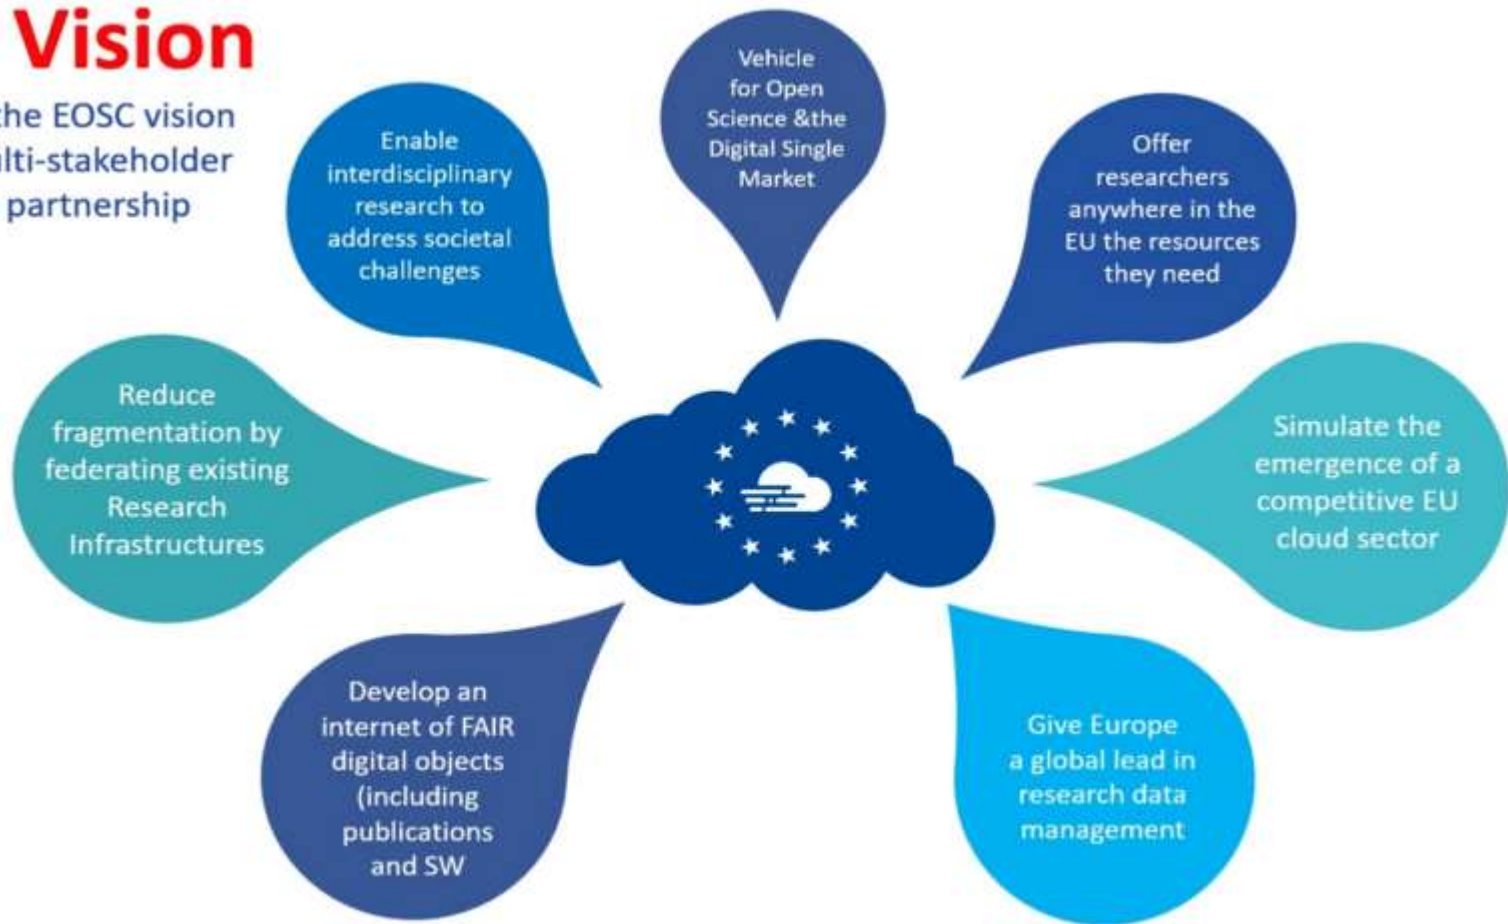 Vision
the EOSC vision
ulti-stakeholder
partnership
Vehicle
for Open
Science &the
Digital Single
Market
Enable
interdisciplinary
research to
address societal
challenges
Offer
researchers
anywhere in the
EU the resources
they need
Reduce
fragmentation by
federating existing
Research
Infrastructures
Simulate the
emergence of a
competitive EU
cloud sector
Develop an
internet of FAIR
digital objects
(including
publications
and SW
Give Europe
a global lead in
research data
management